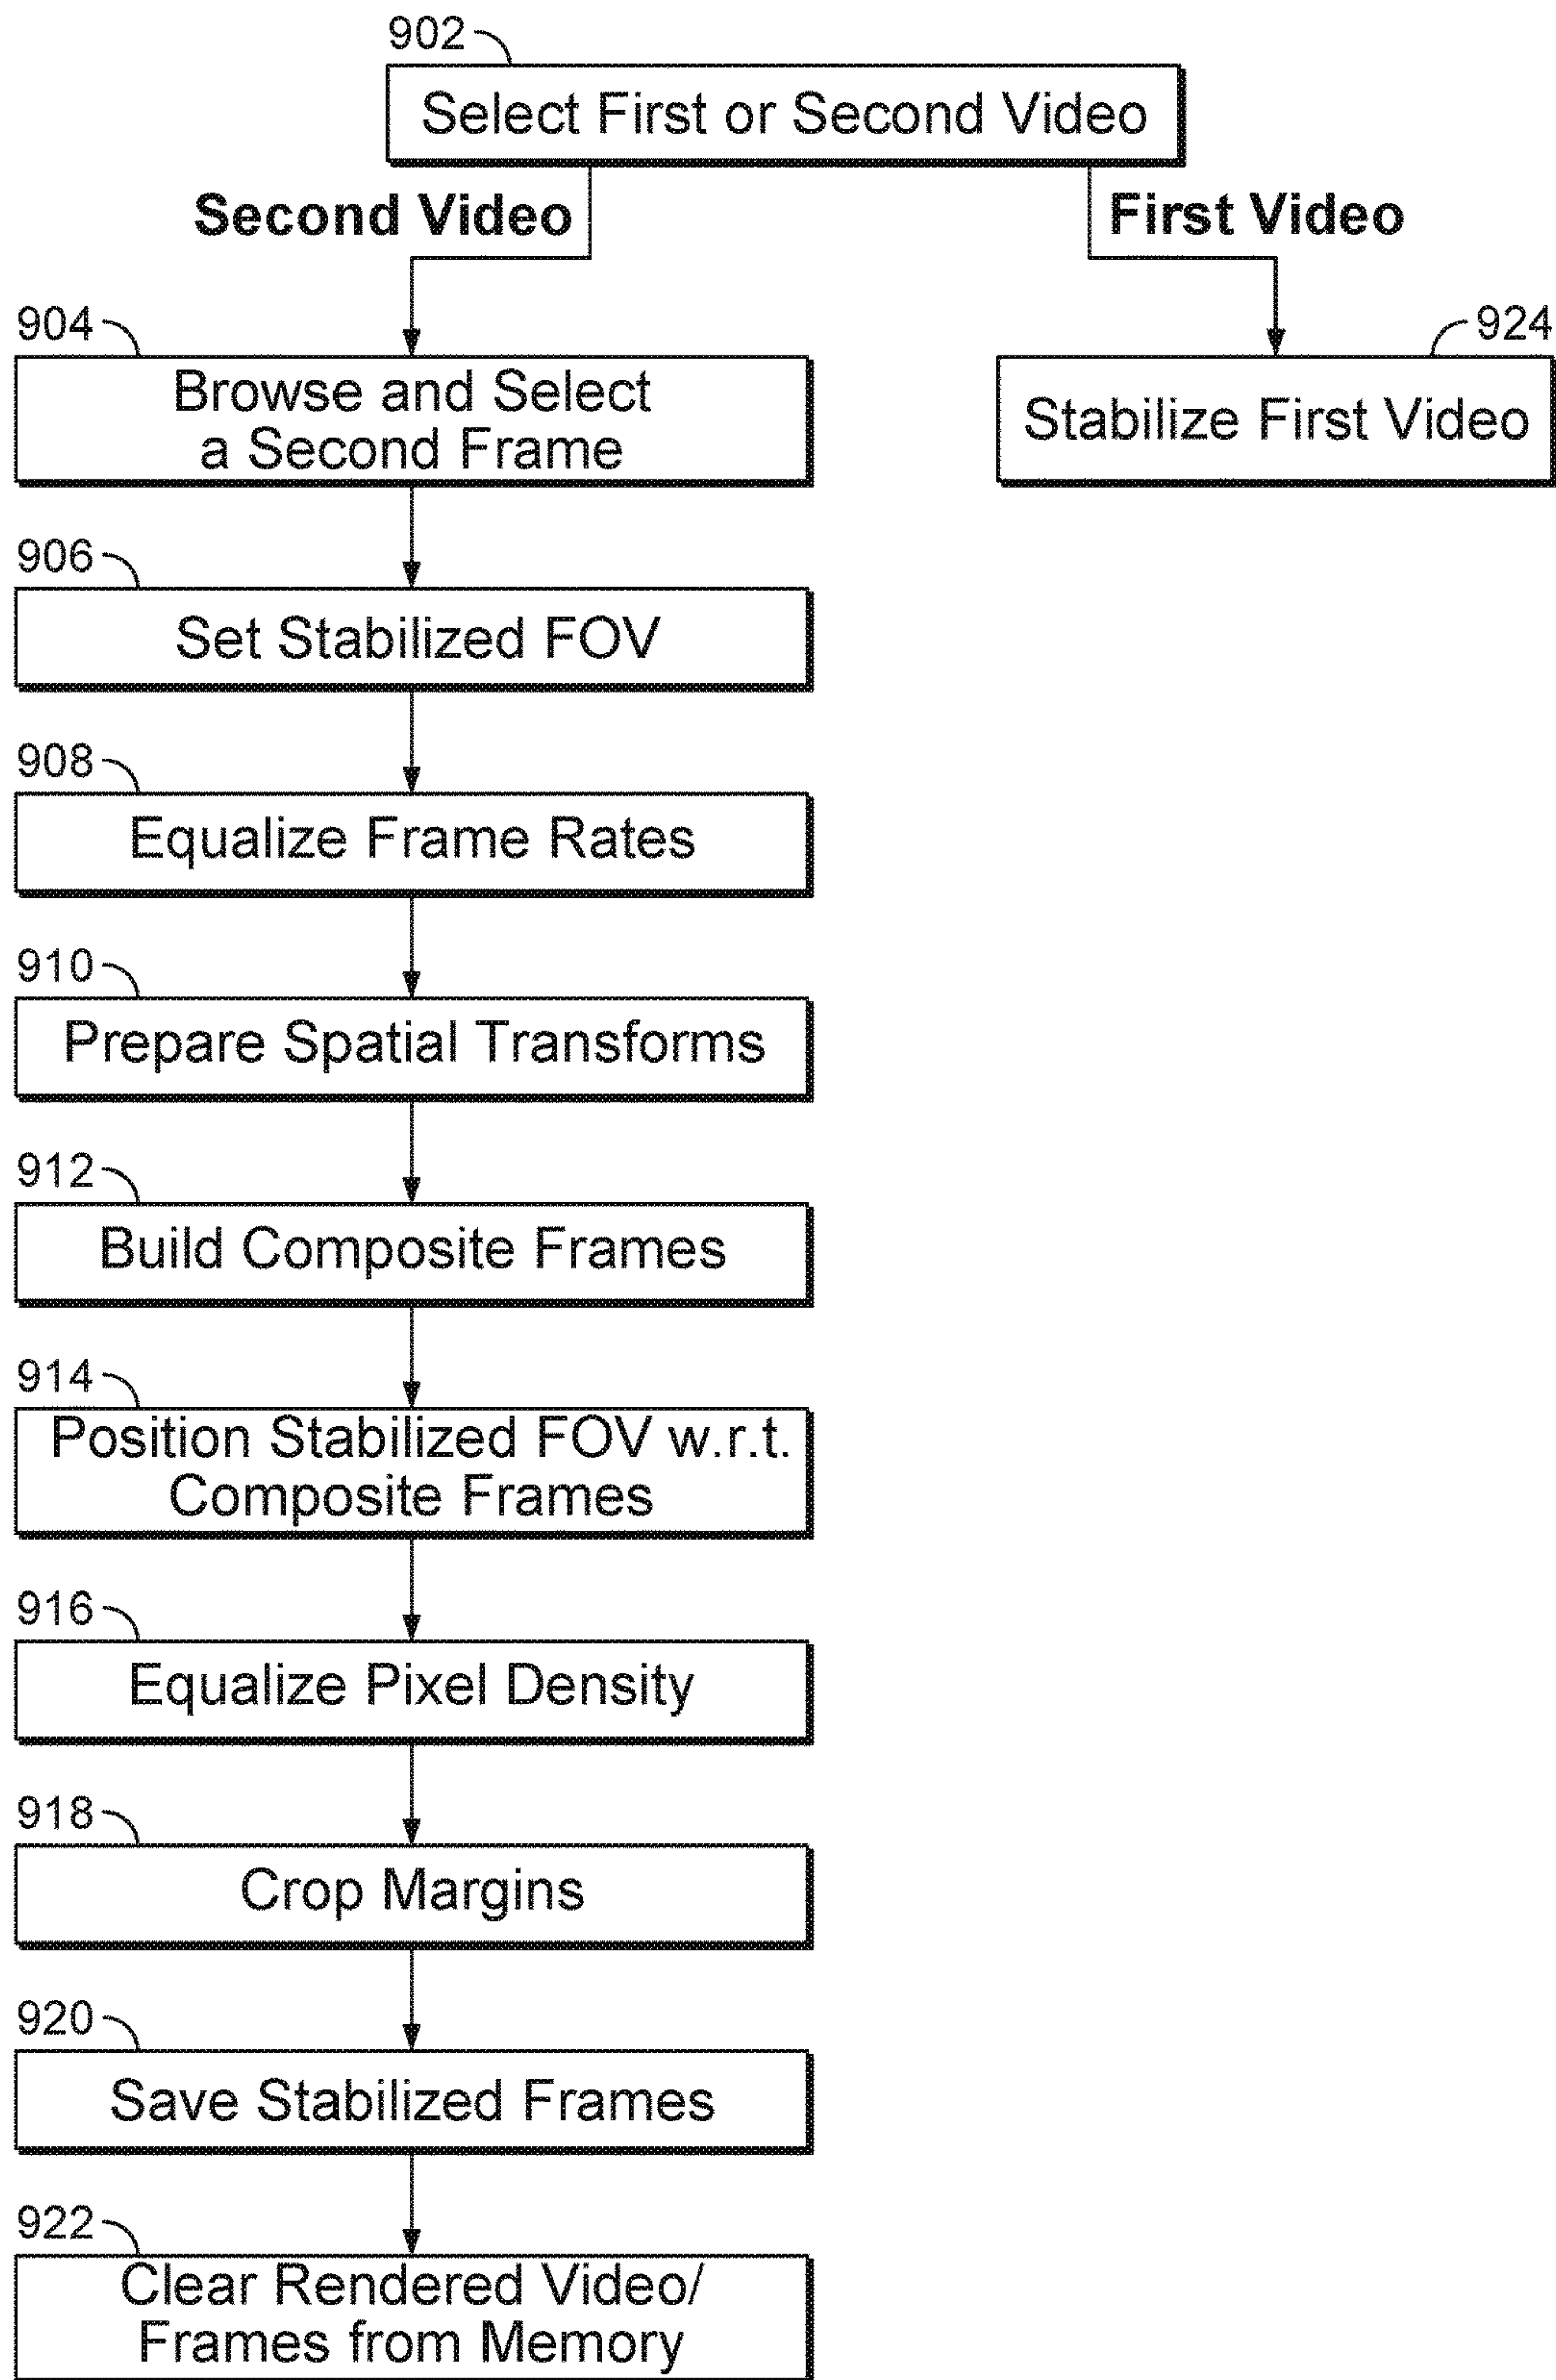 902
Select First or Second Video
Second Video
First Video
904
Browse and Select
a Second Frame
924
Stabilize First Video
906
Set Stabilized FOV
908
Equalize Frame Rates
910
Prepare Spatial Transforms
912
Build Composite Frames
914
Position Stabilized FOV w.r.t.
Composite Frames
916
Equalize Pixel Density
918
Crop Margins
920
Save Stabilized Frames
922
Clear Rendered Video/
Frames from Memory